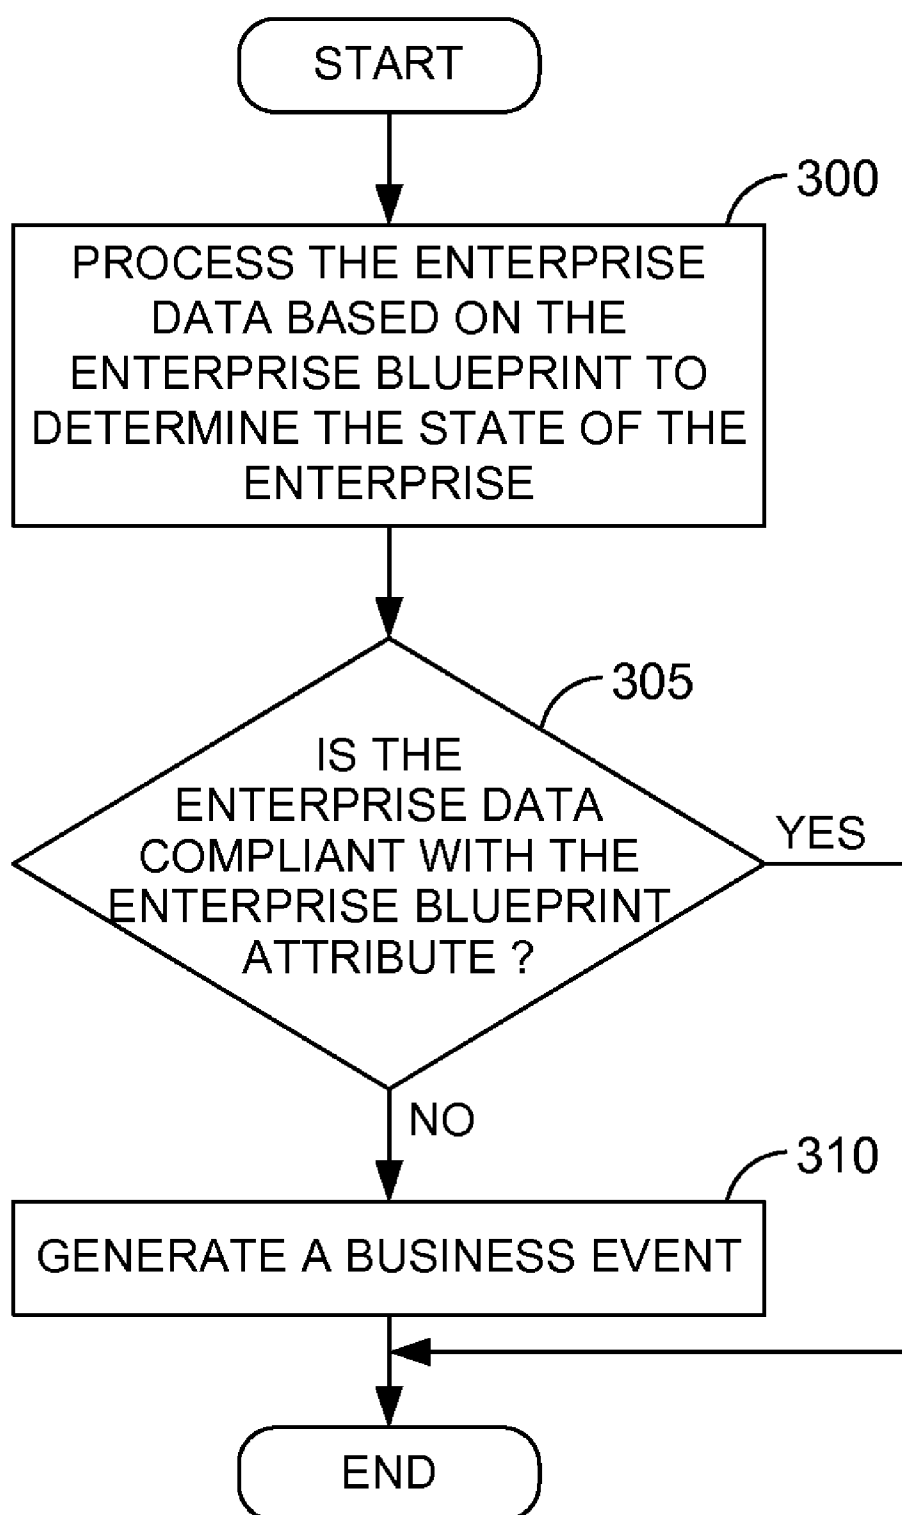 START
300
PROCESS THE ENTERPRISE
DATA BASED ON THE
ENTERPRISE BLUEPRINT TO
DETERMINE THE STATE OF THE
ENTERPRISE
305
IS THE
ENTERPRISE DATA
COMPLIANT WITH THE
ENTERPRISE BLUEPRINT
ATTRIBUTE ?
YES
NO
310
GENERATE A BUSINESS EVENT
END